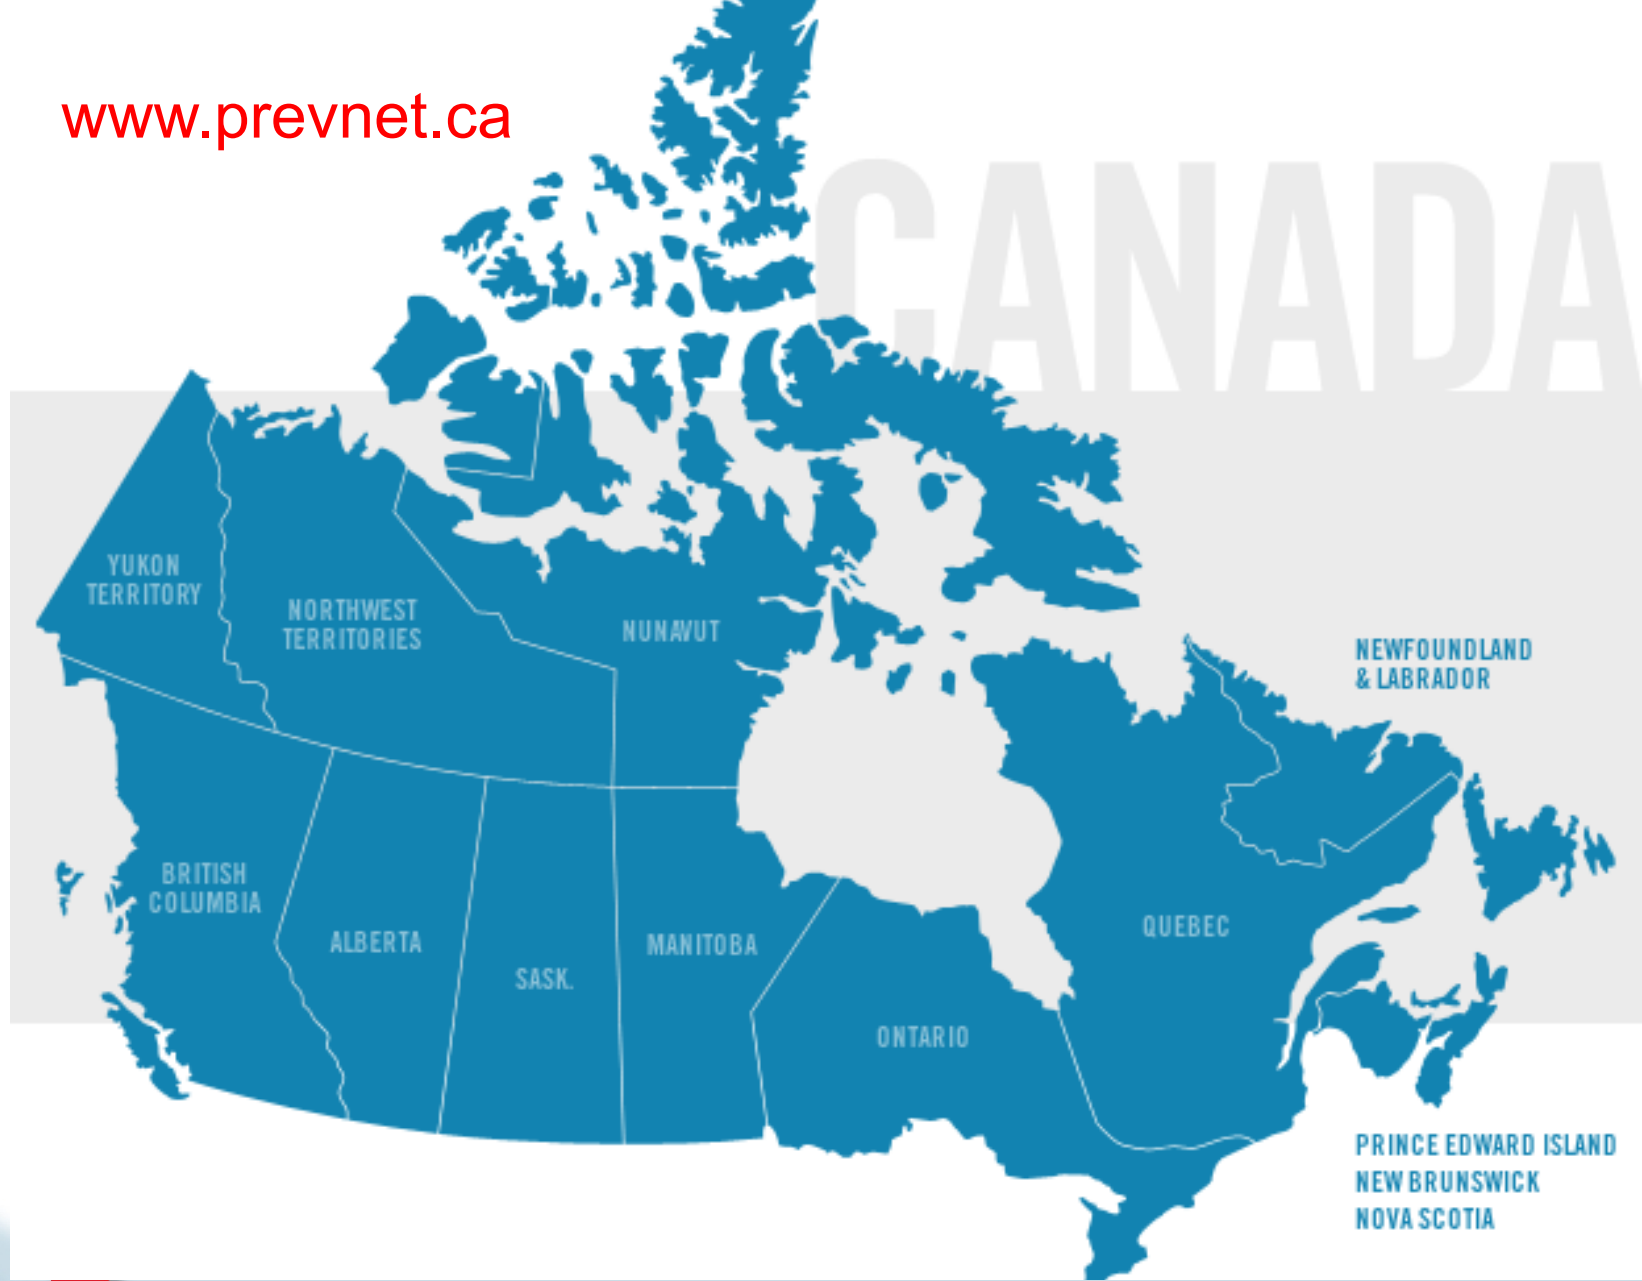 www.prevnet.ca
CANADA
YUKON
TERRITORY
NORTHWEST
TERRITORIES
NUNAVUT
NEWFOUNDLAND
& LABRADOR
BRITISH
COLUMBIA
ALBERTA
SASK.
MANITOBA
ONTARIO
QUEBEC
PRINCE EDWARD ISLAND
NEW BRUNSWICK
NOVA SCOTIA